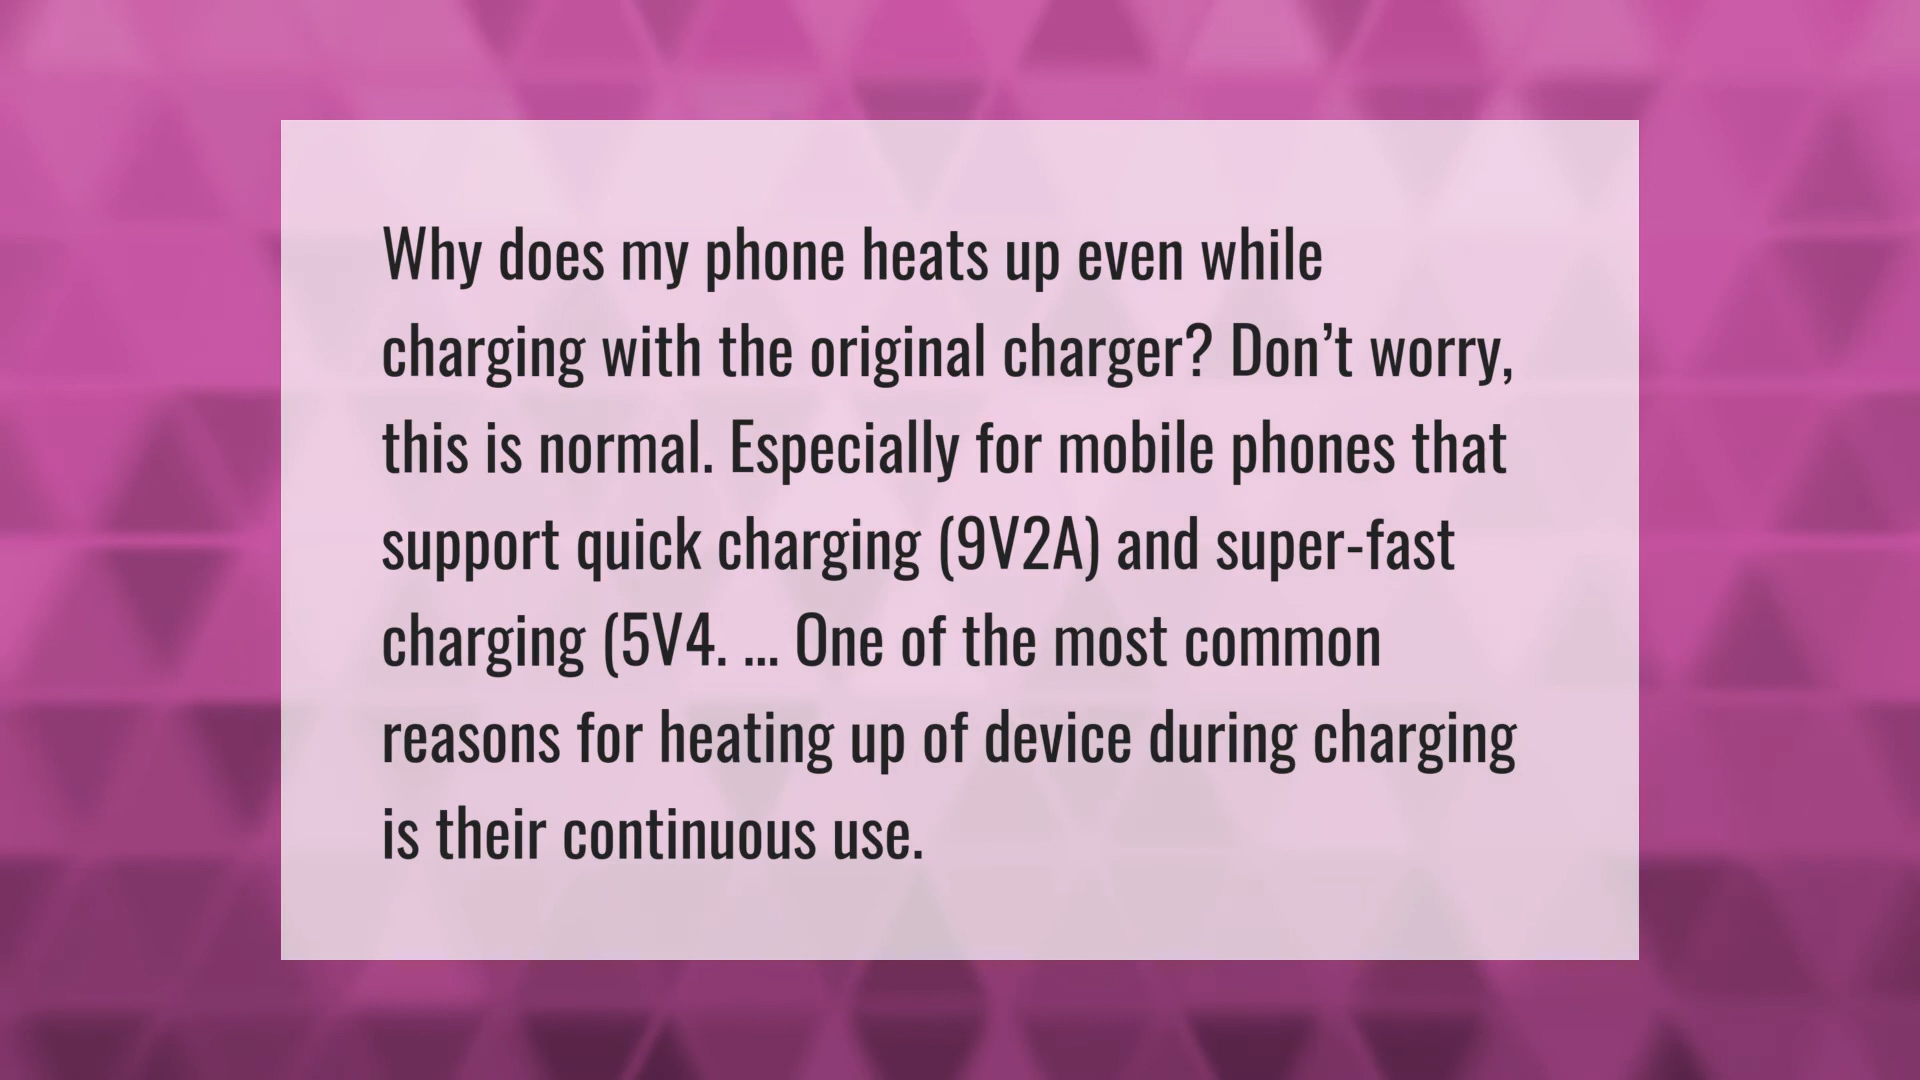 Why does my phone heats up even while
charging with the original charger? Don’t worry,
this is normal. Especially for mobile phones that
support quick charging (9V2A) and super-fast
charging (5V4. ... One of the most common
reasons for heating up of device during charging
is their continuous use.